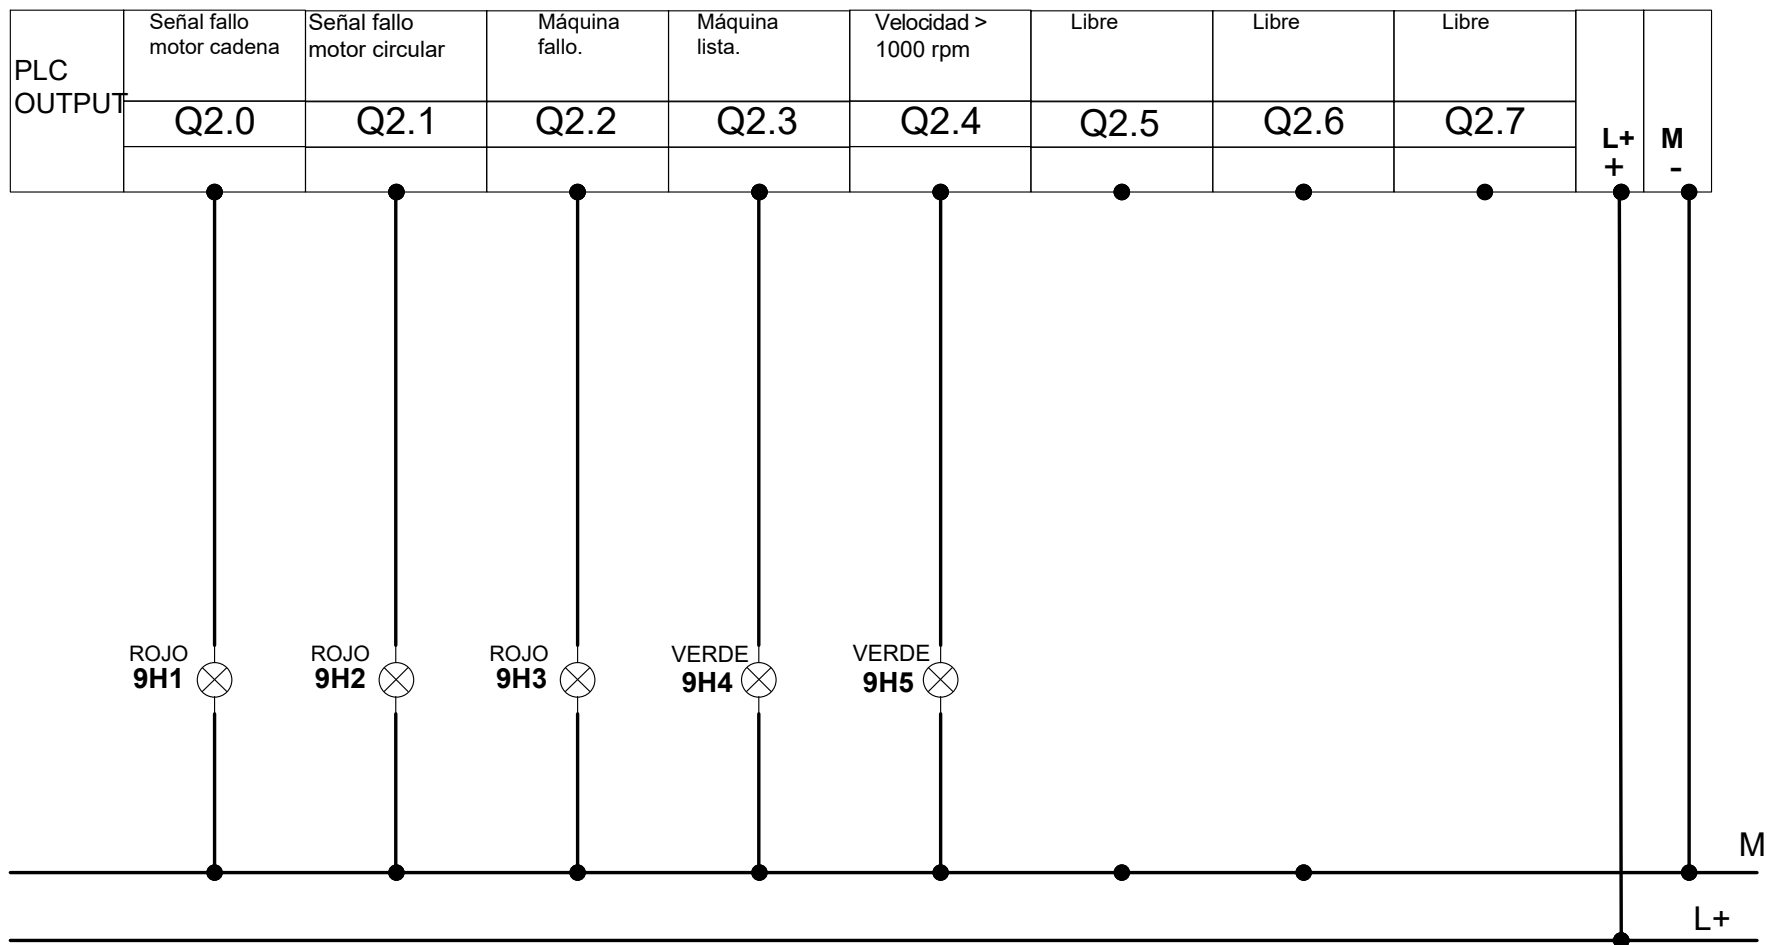 PLC
OUTPUT
Señal fallo
motor cadena
Señal fallo
motor circular
Máquina
fallo.
Máquina
lista.
Velocidad >
1000 rpm
Libre
Libre
Libre
Q2.0
Q2.1
Q2.2
Q2.3
Q2.4
Q2.5
Q2.6
Q2.7
L+
+
M
-
ROJO
9H1
ROJO
9H2
ROJO
9H3
VERDE
9H4
VERDE
9H5
M
L+